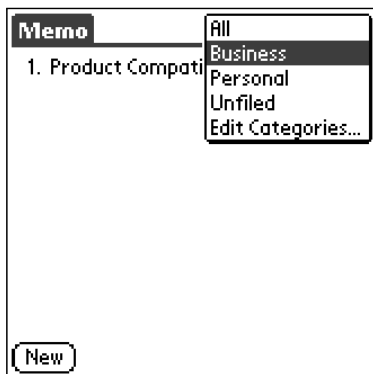 Memo
All
Business
Personal
Unfiled
Edit Categories...
1. Product Compati
New